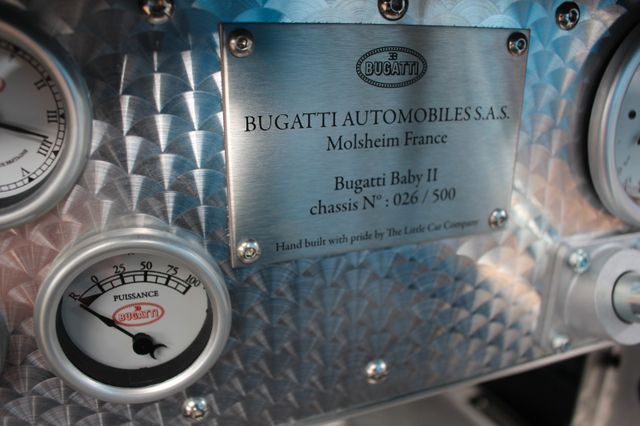 BUGATTI
BUGATTI AUTOMOBILES S.A.S.
Molsheim France
Bugatti Baby II
chassis N° : 026 / 500
Hand built with pride by The Little Car Company
R 0 25 50 75 100
PUISSANCE
BUGATTI